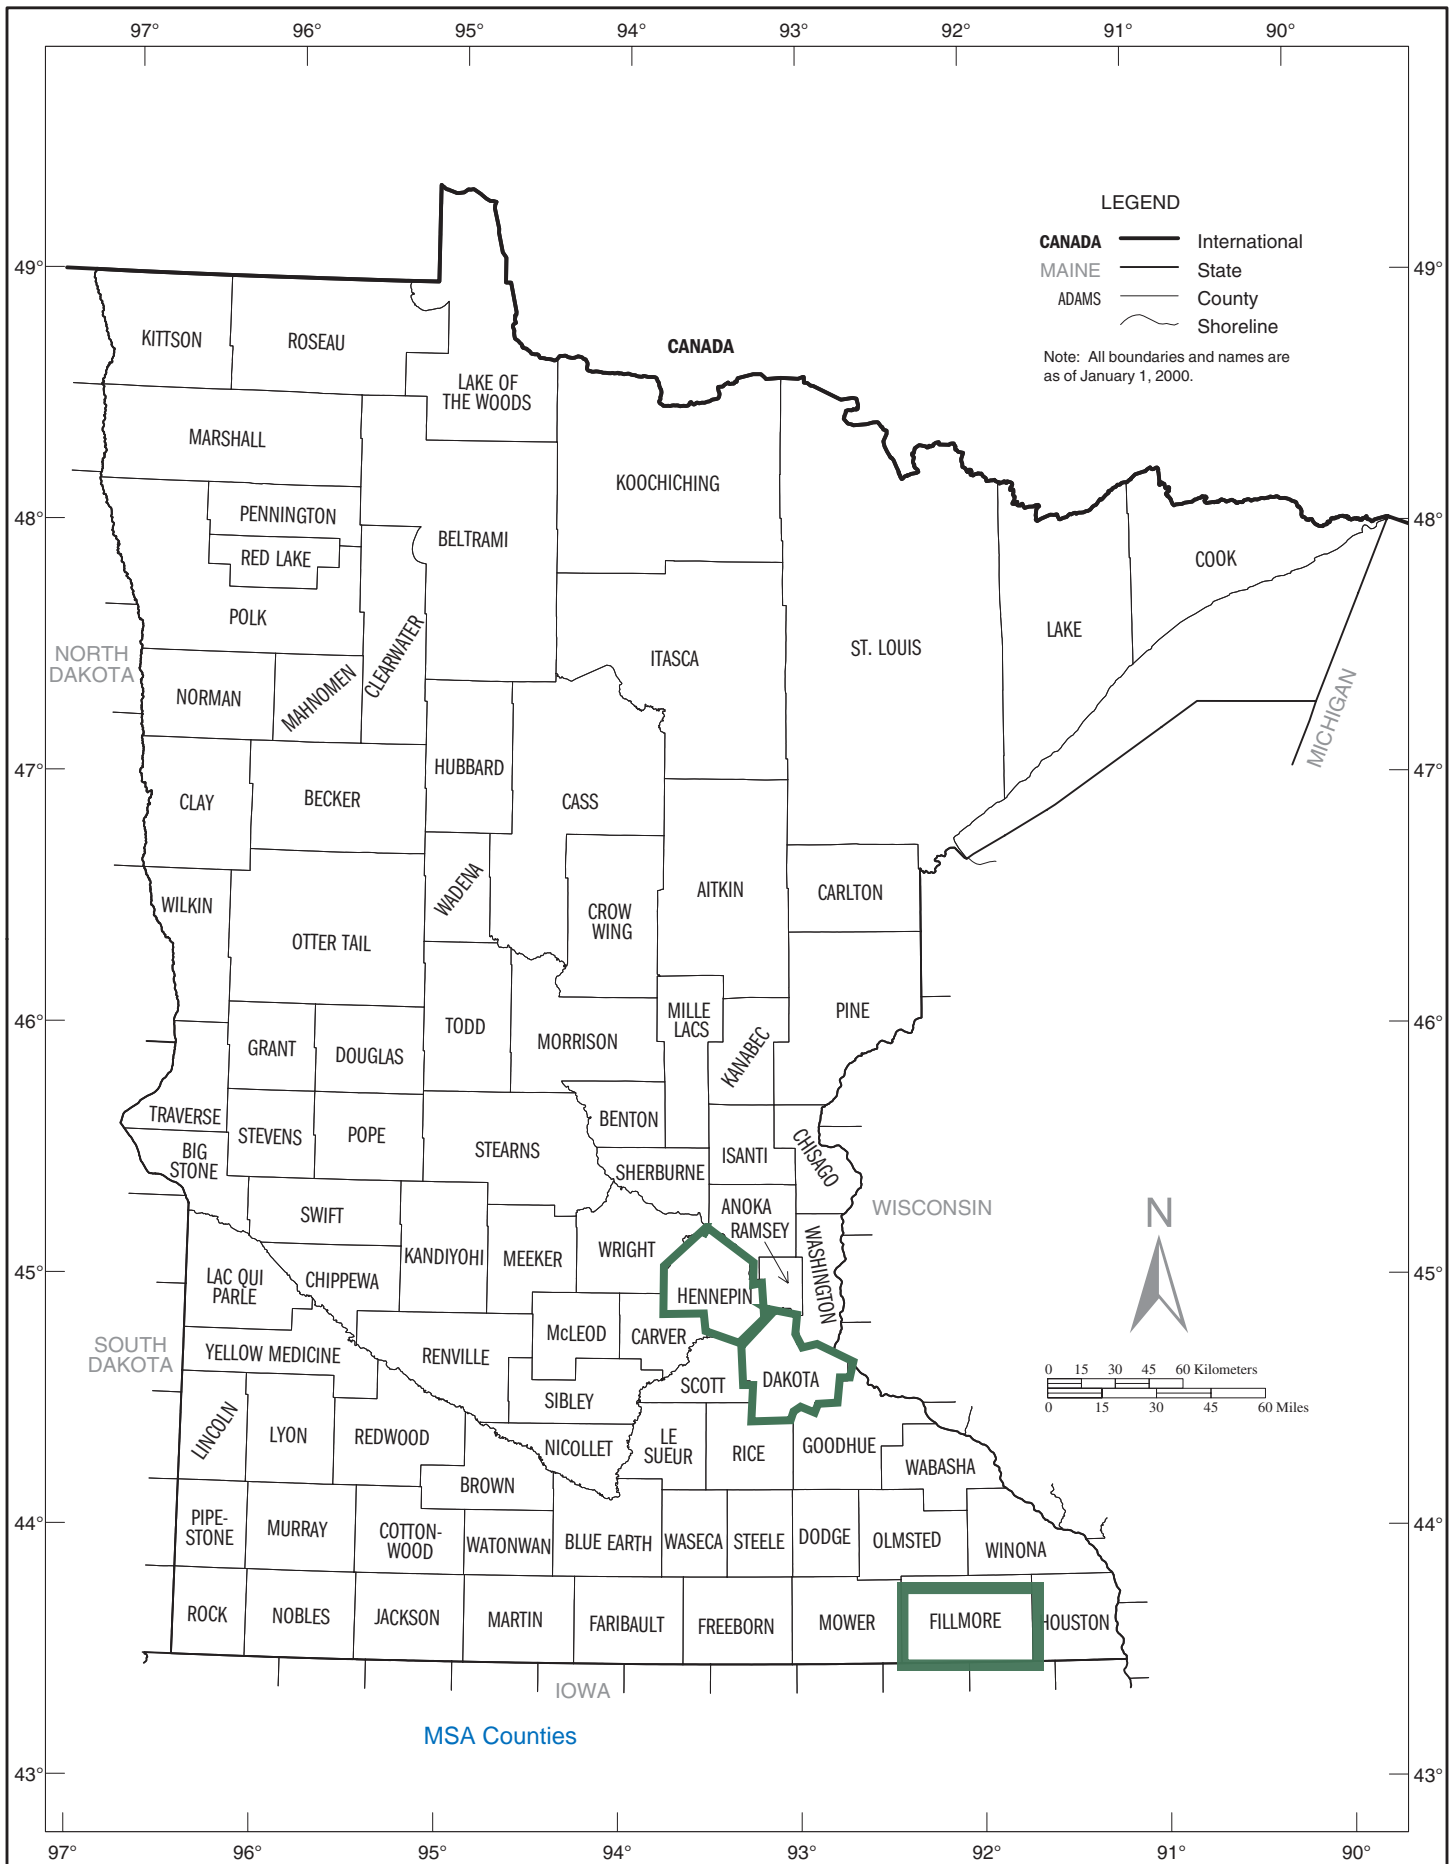 97° 96° 95° 94° 93° 92° 91° 90°
LEGEND
CANADA International
MAINE State
ADAMS County
Shoreline
Note: All boundaries and names are
as of January 1, 2000.
49° 49°
KITTSON
ROSEAU
CANADA
LAKE OF
THE WOODS
MARSHALL
KOOCHICHING
PENNINGTON
48° 48°
BELTRAMI
RED LAKE
COOK
POLK
LAKE
CLEARWATER
NORTH
DAKOTA
ITASCA
ST. LOUIS
NORMAN
MAHNOMEN
MICHIGAN
47° 47°
HUBBARD
CLAY
BECKER
CASS
WADENA
AITKIN
CARLTON
WILKIN
CROW
WING
OTTER TAIL
46° 46°
MILLE
LACS
PINE
TODD
MORRISON
GRANT
DOUGLAS
KANABEC
TRAVERSE
BENTON
STEVENS
POPE
STEARNS
ISANTI
CHISAGO
BIG
STONE
SHERBURNE
ANOKA
WISCONSIN
N
SWIFT
RAMSEY
WRIGHT
KANDIYOHI
MEEKER
WASHINGTON
45° 45°
LAC QUI
PARLE
CHIPPEWA
HENNEPIN
McLEOD
CARVER
SOUTH
DAKOTA
YELLOW MEDICINE
RENVILLE
0 15 30 45 60 Kilometers
0 15 30 45 60 Miles
SCOTT
DAKOTA
SIBLEY
LINCOLN
LYON
REDWOOD
NICOLLET
LE
SUEUR
RICE
GOODHUE
WABASHA
BROWN
44° 44°
PIPE-
STONE
MURRAY
COTTON-
WOOD
WATONWAN
BLUE EARTH
WASECA
STEELE
DODGE
OLMSTED
WINONA
ROCK
NOBLES
JACKSON
MARTIN
FARIBAULT
FREEBORN
MOWER
FILLMORE
HOUSTON
IOWA
MSA Counties
43° 43°
97° 96° 95° 94° 93° 92° 91° 90°